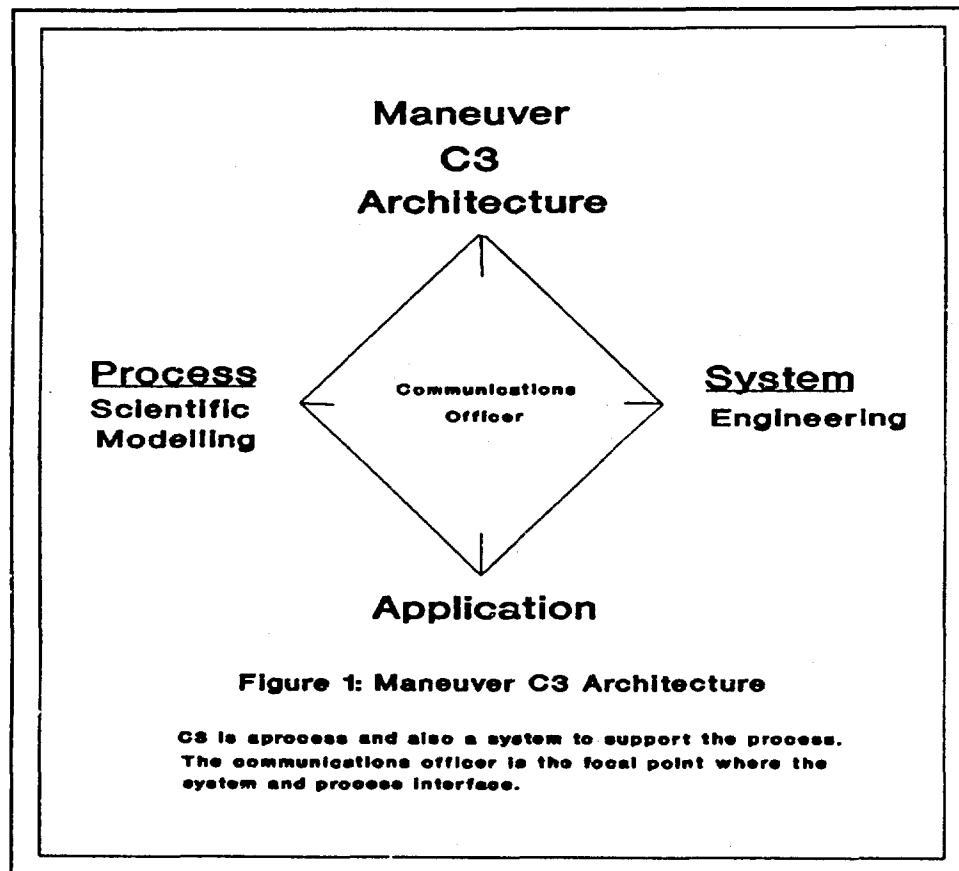 Maneuver
C3
Architecture
Process
Scientific
Modelling
Communications
Officer
System
Engineering
Application
Figure 1: Maneuver C3 Architecture
C3 is aprocess and also a system to support the process.
The communications officer is the focal point where the
system and process interface.